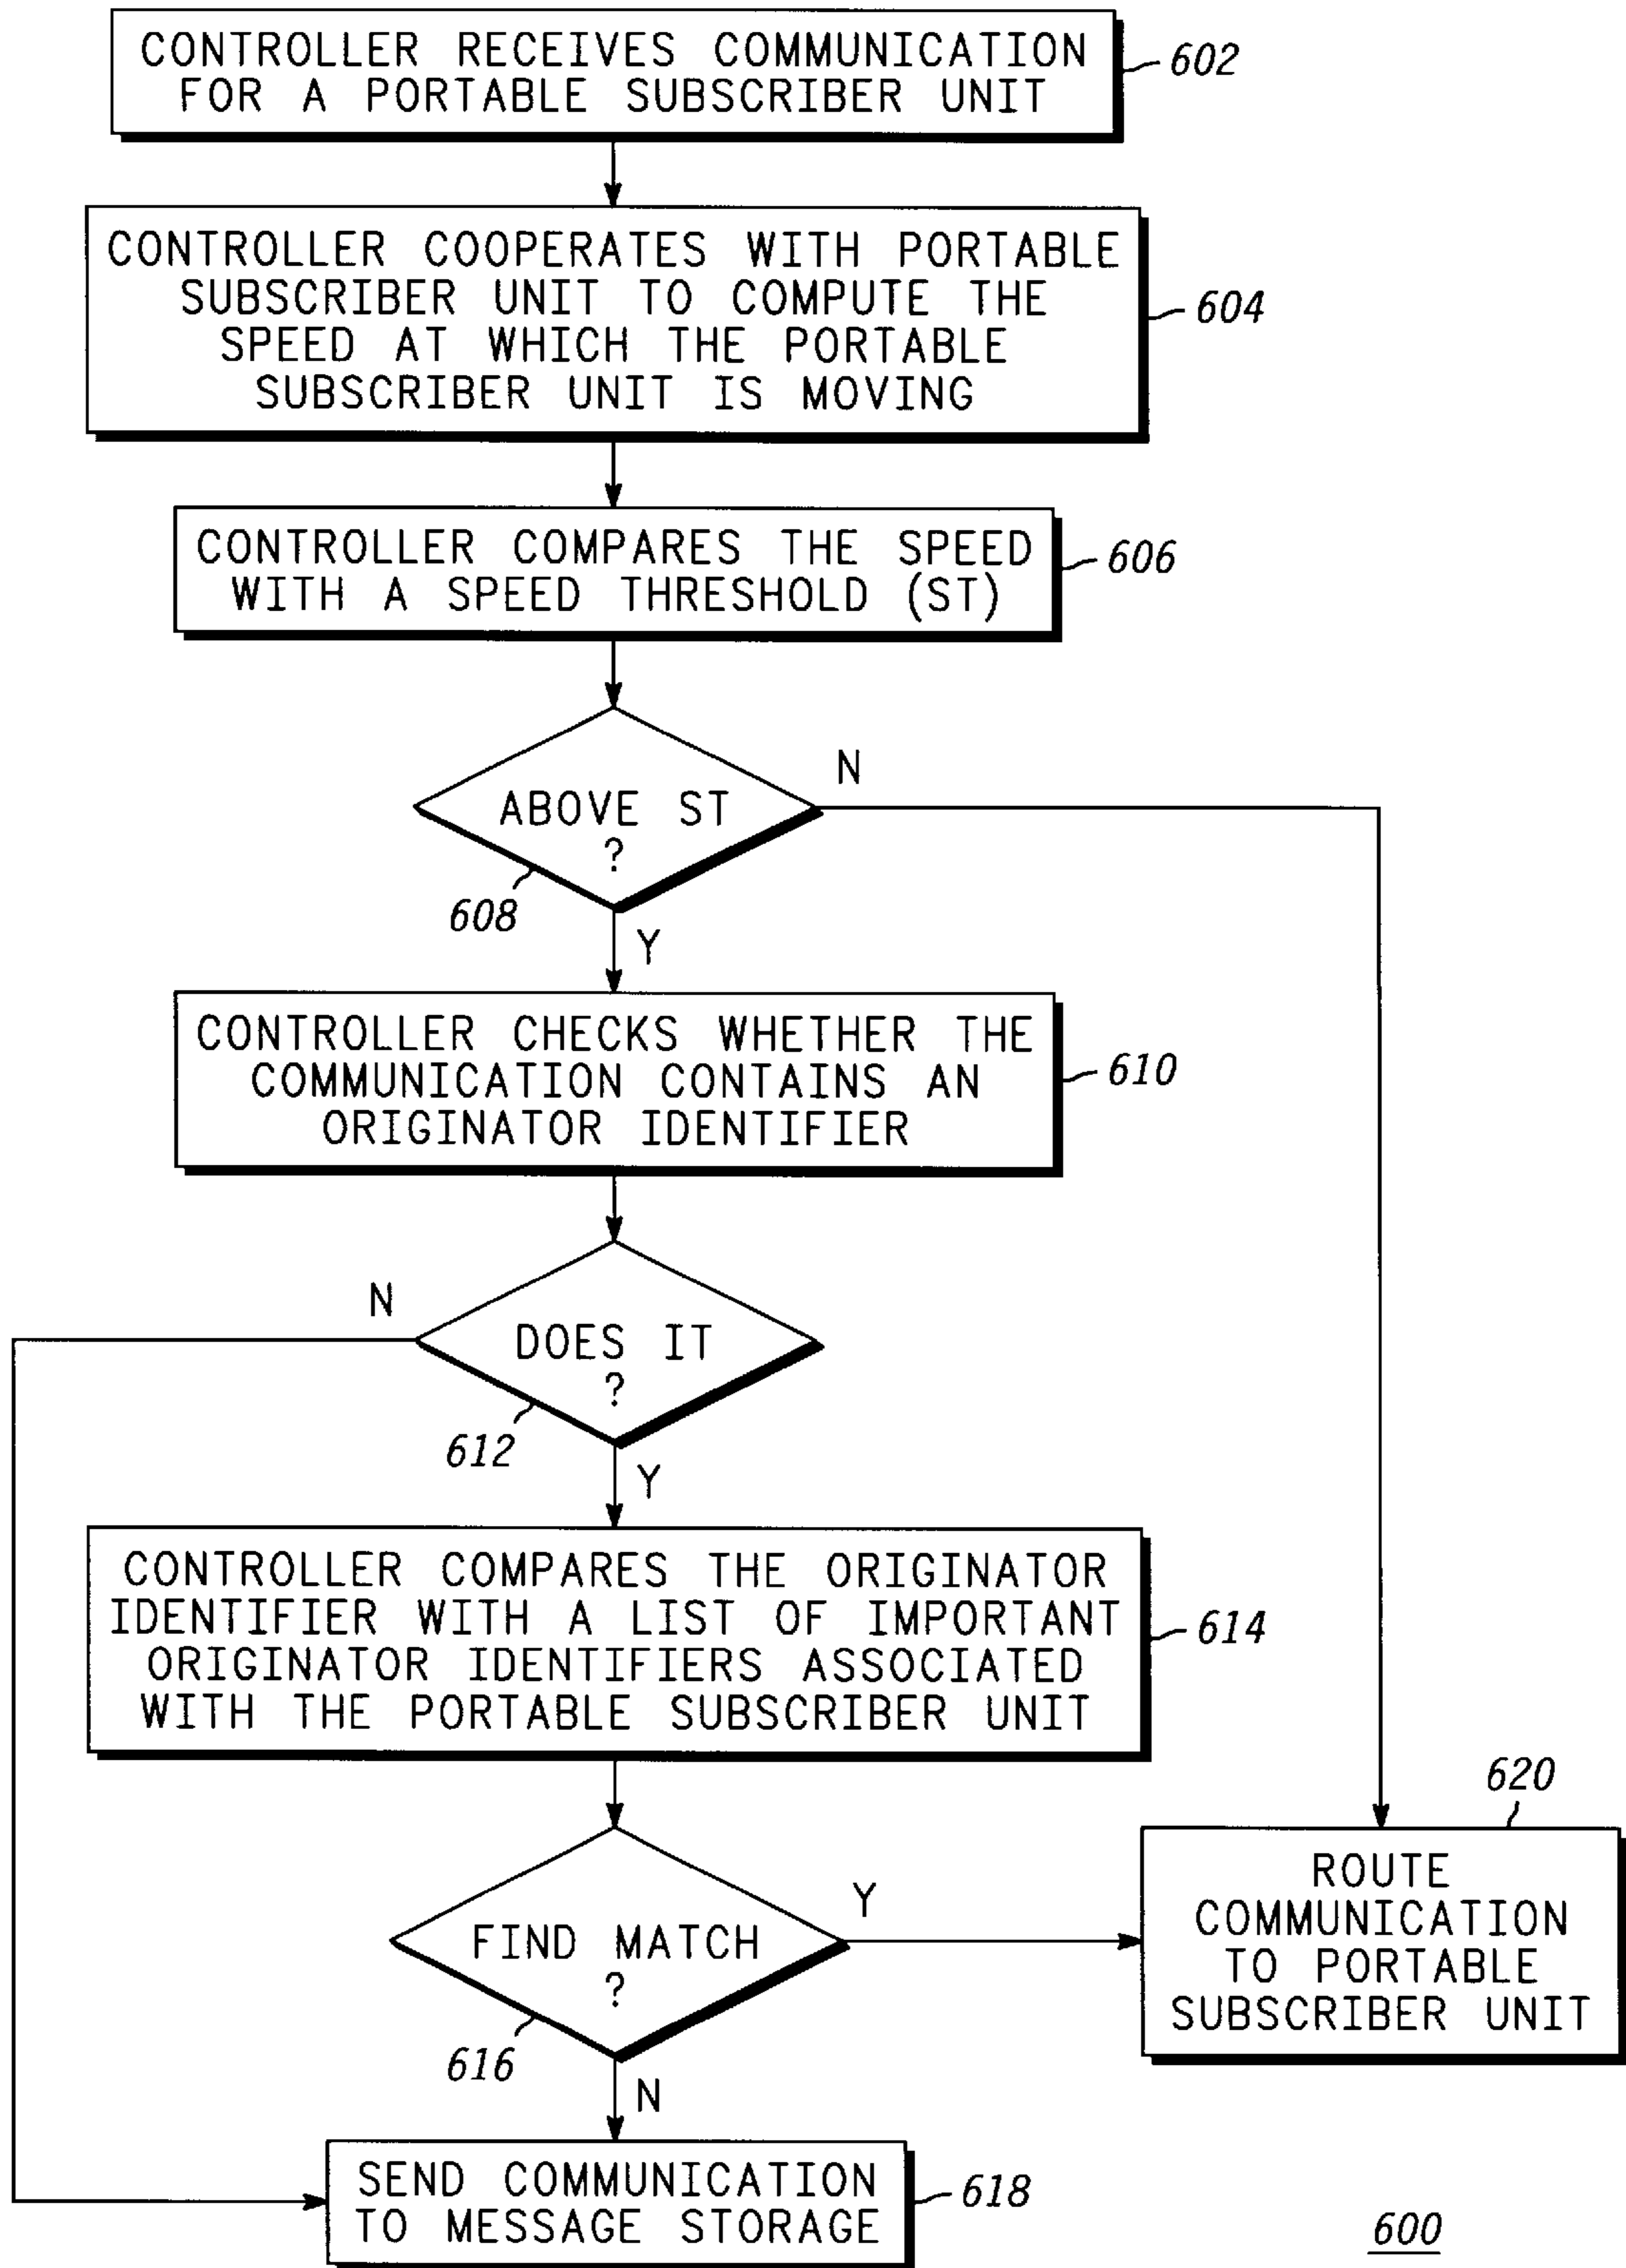 CONTROLLER RECEIVES COMMUNICATION
FOR A PORTABLE SUBSCRIBER UNIT
602
CONTROLLER COOPERATES WITH PORTABLE
SUBSCRIBER UNIT TO COMPUTE THE
SPEED AT WHICH THE PORTABLE
SUBSCRIBER UNIT IS MOVING
604
CONTROLLER COMPARES THE SPEED
WITH A SPEED THRESHOLD (ST)
606
ABOVE ST
?
608
N
Y
CONTROLLER CHECKS WHETHER THE
COMMUNICATION CONTAINS AN
ORIGINATOR IDENTIFIER
610
N
DOES IT
?
612
Y
CONTROLLER COMPARES THE ORIGINATOR
IDENTIFIER WITH A LIST OF IMPORTANT
ORIGINATOR IDENTIFIERS ASSOCIATED
WITH THE PORTABLE SUBSCRIBER UNIT
614
FIND MATCH
?
616
Y
N
620
ROUTE
COMMUNICATION
TO PORTABLE
SUBSCRIBER UNIT
SEND COMMUNICATION
TO MESSAGE STORAGE
618
600